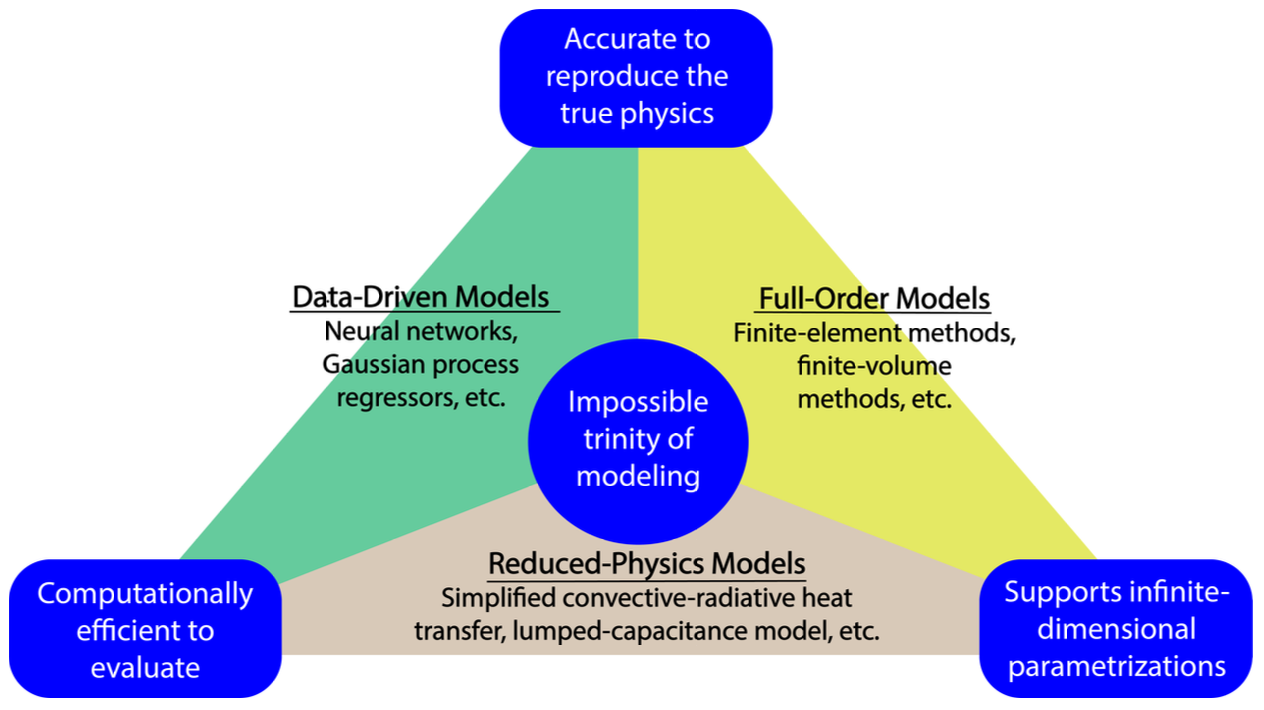 Accurate to
reproduce the
true physics
Data-Driven Models
Neural networks,
Gaussian process
regressors, etc.
Full-Order Models
Finite-element methods,
finite-volume
methods, etc.
Impossible
trinity of
modeling
Reduced-Physics Models
Simplified convective-radiative heat
transfer, lumped-capacitance model, etc.
Computationally
efficient to
evaluate
Supports infinite-
dimensional
parametrizations